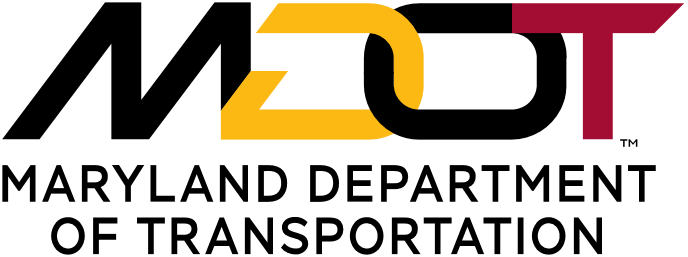 MDOT™
MARYLAND DEPARTMENT
OF TRANSPORTATION